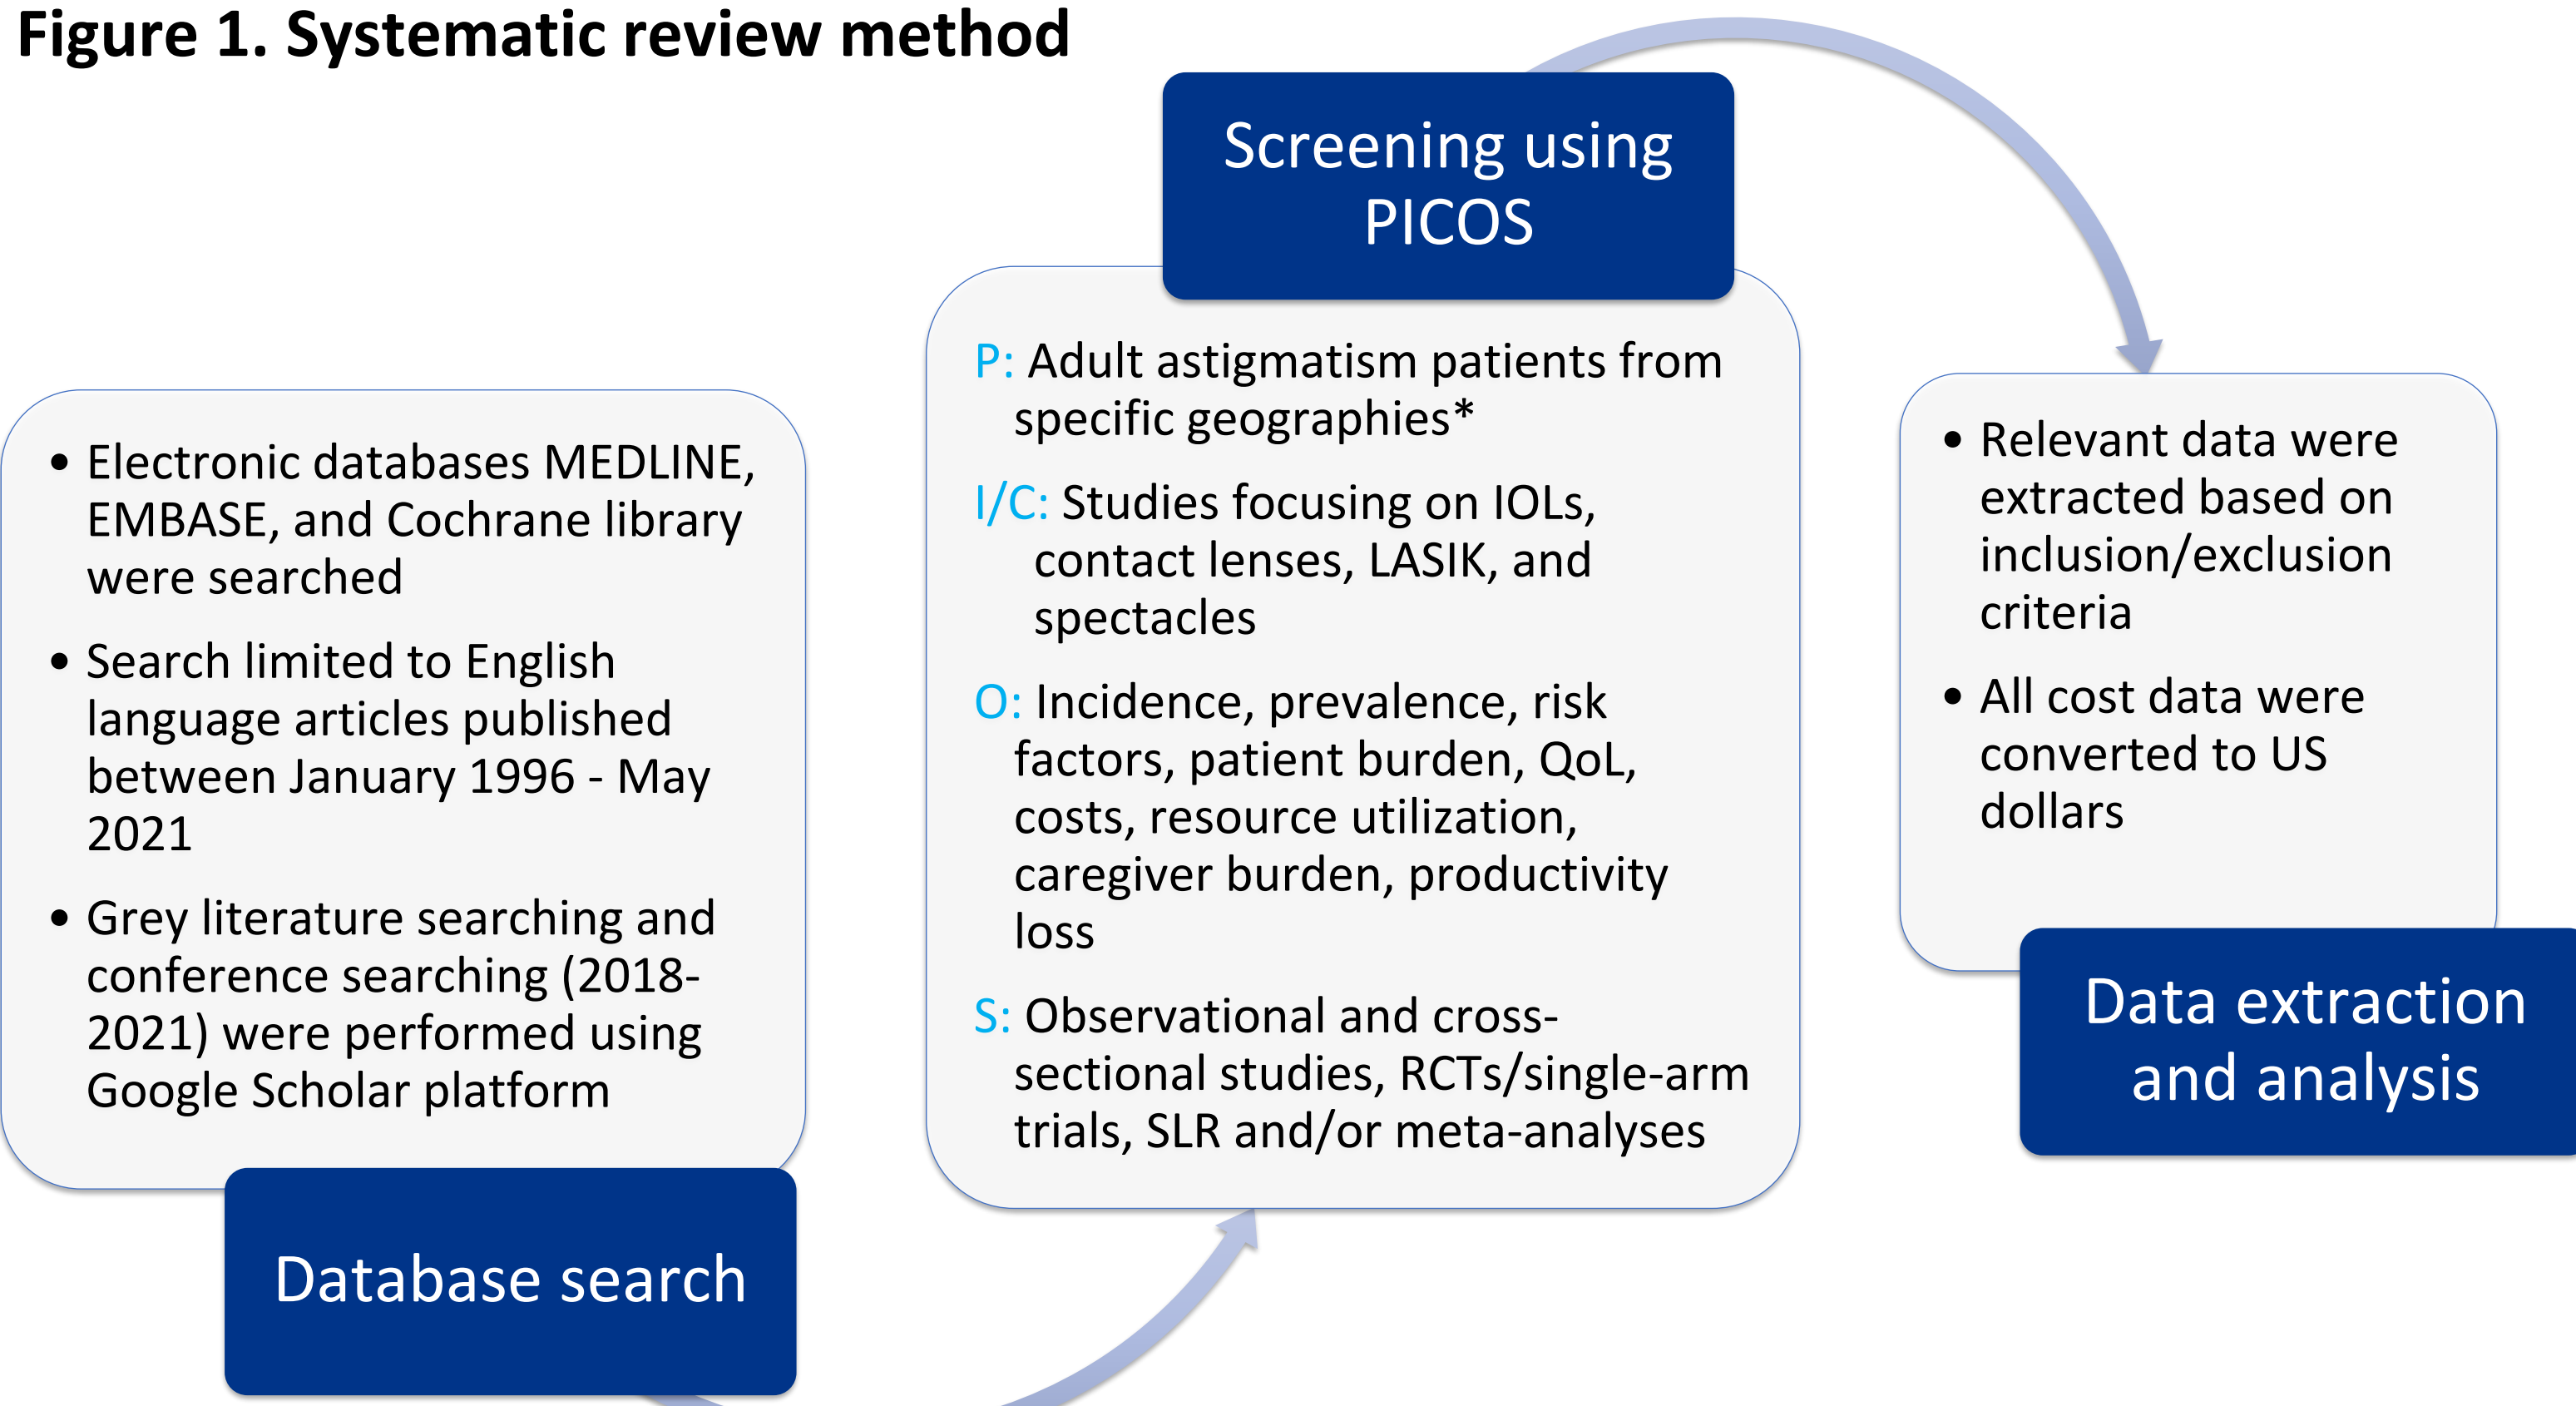 Figure 1. Systematic review method
• Electronic databases MEDLINE,
EMBASE, and Cochrane library
were searched
• Search limited to English
language articles published
between January 1996 - May
2021
• Grey literature searching and
conference searching (2018-
2021) were performed using
Google Scholar platform
Database search
Screening using
PICOS
P: Adult astigmatism patients from
specific geographies*
I/C: Studies focusing on IOLs,
contact lenses, LASIK, and
spectacles
O: Incidence, prevalence, risk
factors, patient burden, QoL,
costs, resource utilization,
caregiver burden, productivity
loss
S: Observational and cross-
sectional studies, RCTs/single-arm
trials, SLR and/or meta-analyses
• Relevant data were
extracted based on
inclusion/exclusion
criteria
• All cost data were
converted to US
dollars
Data extraction
and analysis